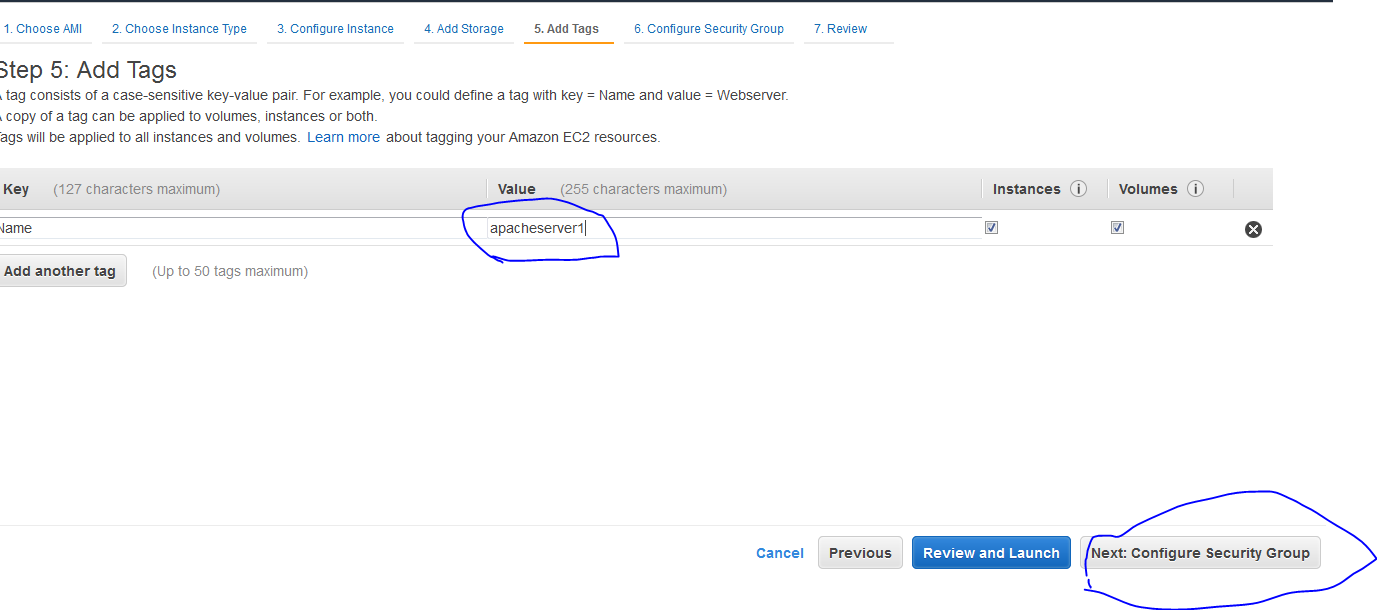 1. Choose AMI 2. Choose Instance Type 3. Configure Instance 4. Add Storage 5. Add Tags 6. Configure Security Group 7. Review
Step 5: Add Tags
A tag consists of a case-sensitive key-value pair. For example, you could define a tag with key = Name and value = Webserver.
A copy of a tag can be applied to volumes, instances or both.
Tags will be applied to all instances and volumes. Learn more about tagging your Amazon EC2 resources.
Key (127 characters maximum) Value (255 characters maximum) Instances Volumes
Name apacheserver1
Add another tag (Up to 50 tags maximum)
Cancel Previous Review and Launch Next: Configure Security Group